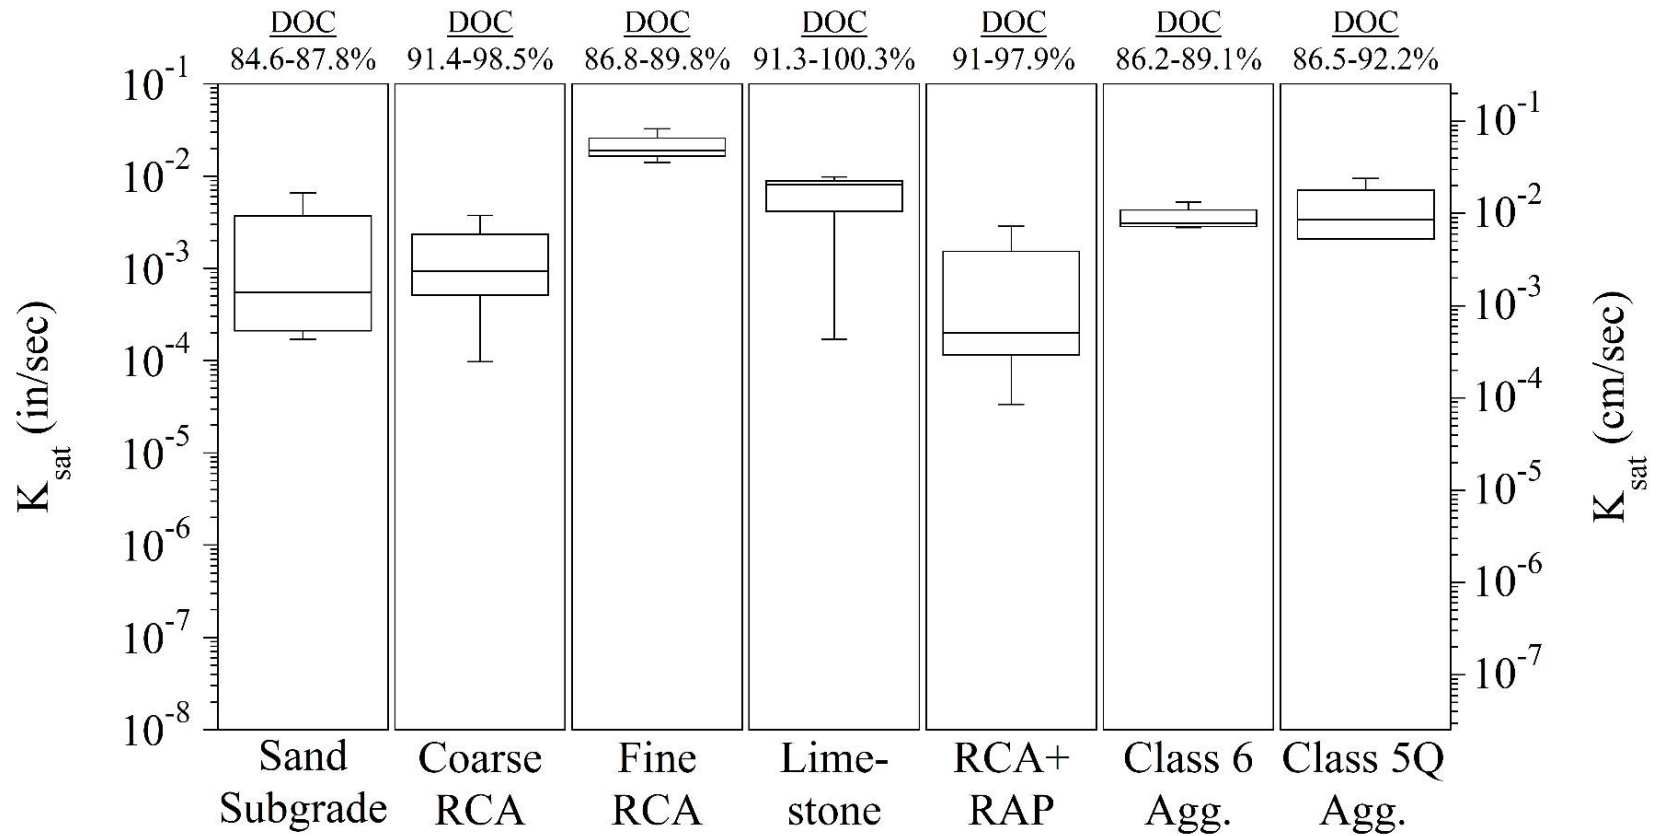 DOC DOC DOC DOC DOC DOC DOC
84.6-87.8% 91.4-98.5% 86.8-89.8% 91.3-100.3% 91-97.9% 86.2-89.1% 86.5-92.2%
K_sat (in/sec)
10^-1
10^-2
10^-3
10^-4
10^-5
10^-6
10^-7
10^-8
10^-1
10^-2
10^-3
10^-4
10^-5
10^-6
10^-7
K_sat (cm/sec)
Sand Coarse Fine Lime- RCA+ Class 6 Class 5Q
Subgrade RCA RCA stone RAP Agg. Agg.